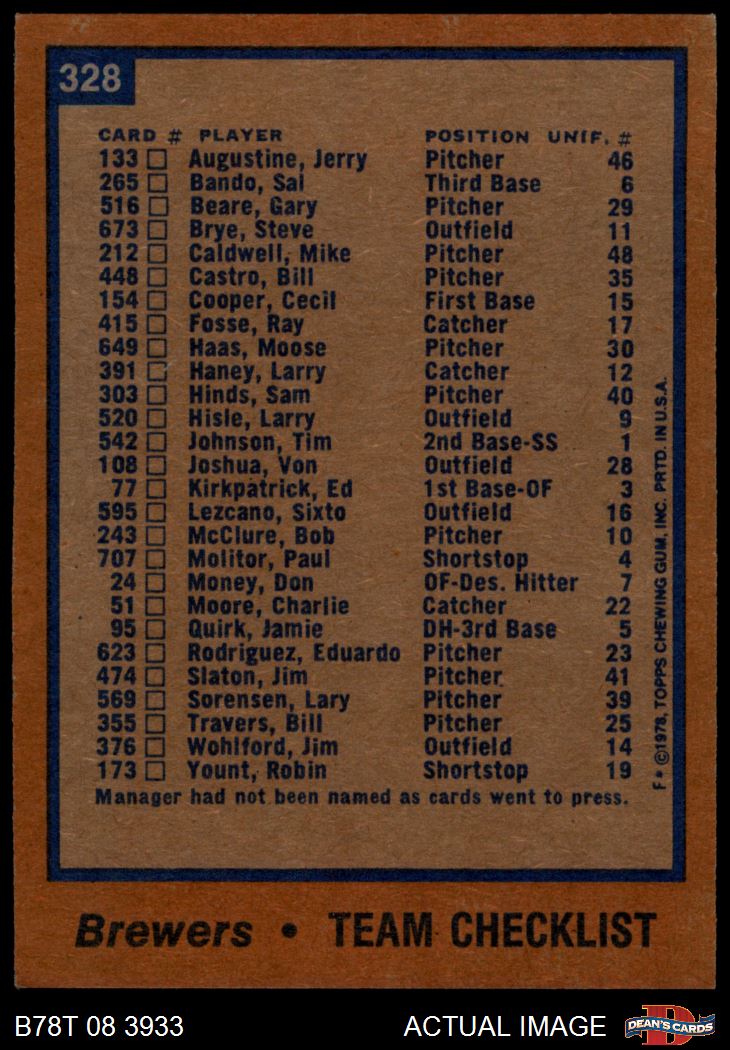 328
CARD # PLAYER POSITION UNIF. #
133 Augustine, Jerry Pitcher 46
265 Bando, Sal Third Base 6
516 Beare, Gary Pitcher 29
673 Brye, Steve Outfield 11
212 Caldwell, Mike Pitcher 48
448 Castro, Bill Pitcher 35
154 Cooper, Cecil First Base 15
415 Fosse, Ray Catcher 17
649 Haas, Moose Pitcher 30
391 Haney, Larry Catcher 12
303 Hinds, Sam Pitcher 40
520 Hisle, Larry Outfield 9
542 Johnson, Tim 2nd Base-SS 1
108 Joshua, Von Outfield 28
77 Kirkpatrick, Ed 1st Base-OF 3
595 Lezcano, Sixto Outfield 16
243 McClure, Bob Pitcher 10
707 Molitor, Paul Shortstop 4
24 Money, Don OF-Des. Hitter 7
51 Moore, Charlie Catcher 22
95 Quirk, Jamie DH-3rd Base 5
623 Rodriguez, Eduardo Pitcher 23
474 Slaton, Jim Pitcher 41
569 Sorensen, Lary Pitcher 39
355 Travers, Bill Pitcher 25
376 Wohlford, Jim Outfield 14
173 Yount, Robin Shortstop 19
Manager had not been named as cards went to press.
F* ©1978, TOPPS CHEWING GUM, INC. PRTD. IN U.S.A.
Brewers • TEAM CHECKLIST
B78T 08 3933 ACTUAL IMAGE
D
DEAN'S CARDS